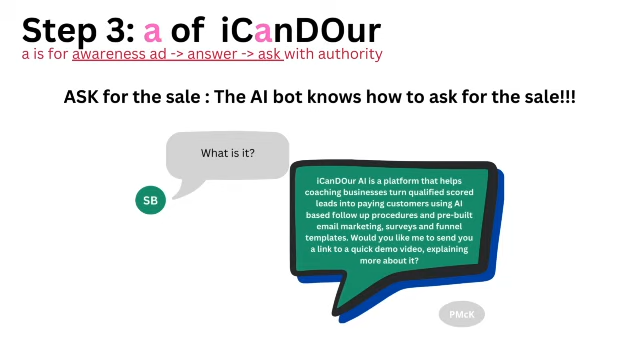 Step 3: a of iCanDOur
a is for awareness ad -> answer -> ask with authority
ASK for the sale : The AI bot knows how to ask for the sale!!!
What is it?
SB
iCanDOur AI is a platform that helps
coaching businesses turn qualified scored
leads into paying customers using AI
based follow up procedures and pre-built
email marketing, surveys and funnel
templates. Would you like me to send you
a link to a quick demo video, explaining
more about it?
PMcK